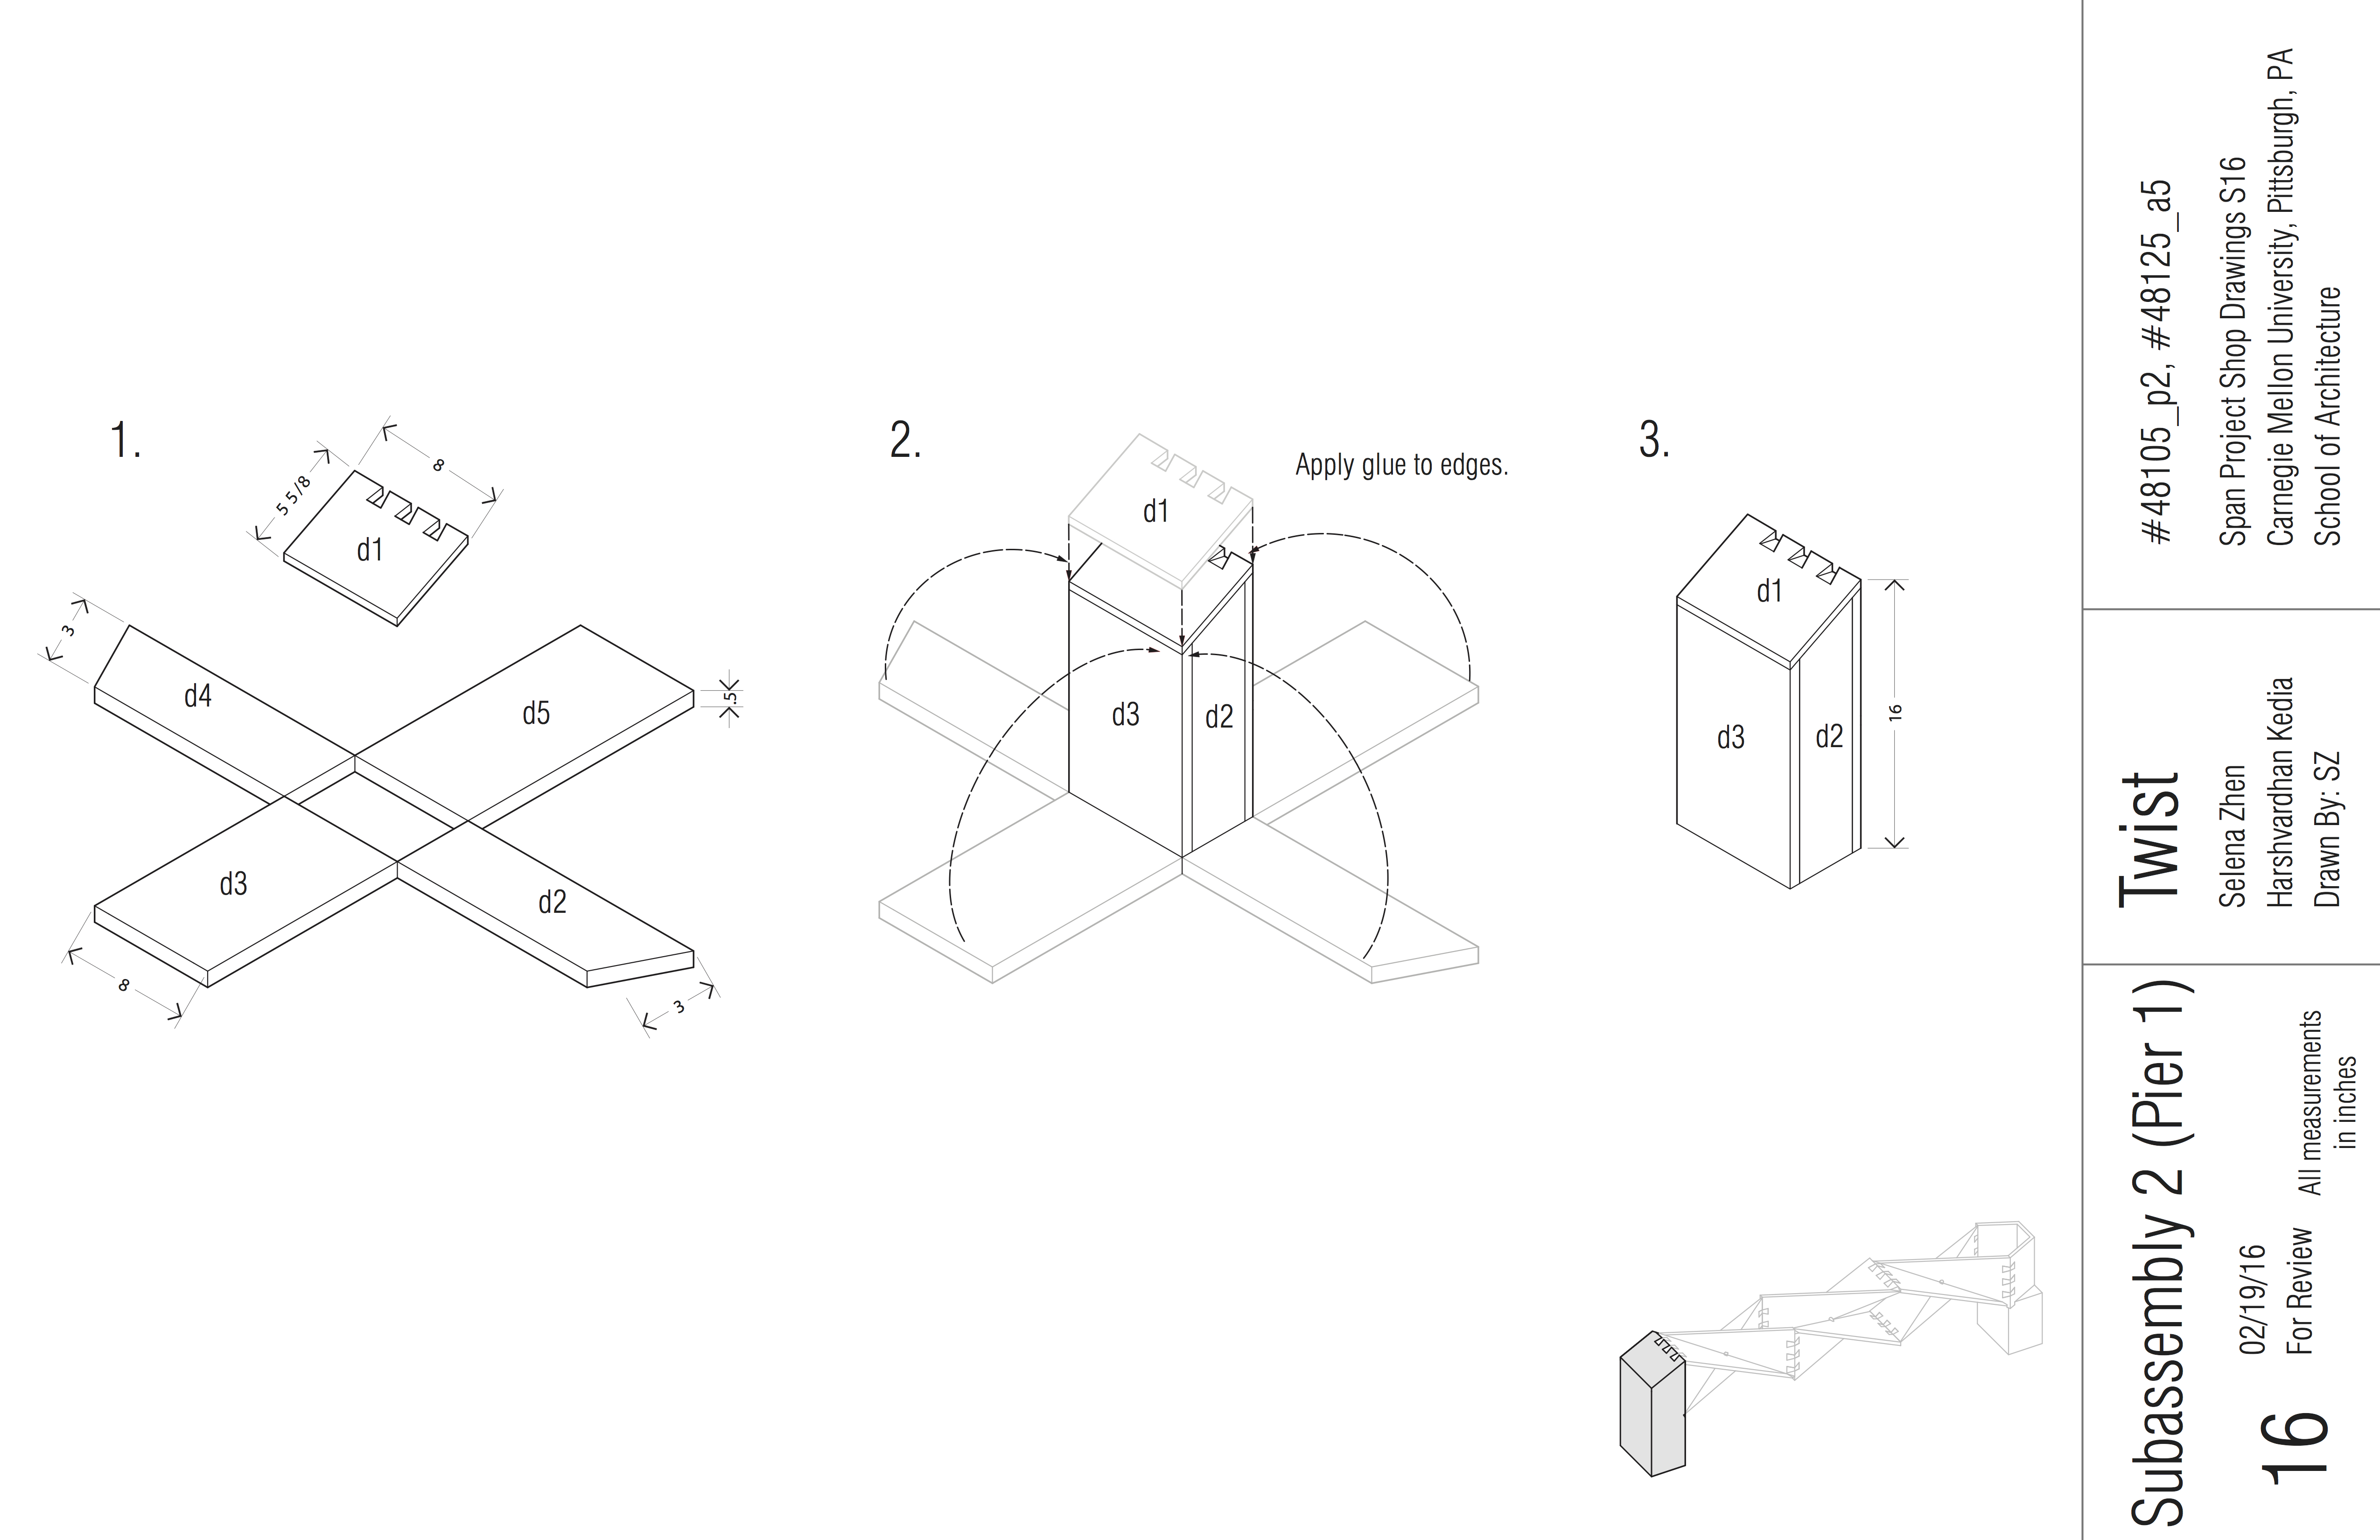 1.
8
5 5/8
d1
3
d4
d5
.5
d3
d2
8
3
2.
Apply glue to edges.
d1
d3
d2
3.
d1
d3
d2
16
#48105_p2, #48125_a5
Span Project Shop Drawings S16
Carnegie Mellon University, Pittsburgh, PA
School of Architecture
Twist
Selena Zhen
Harshvardhan Kedia
Drawn By: SZ
Subassembly 2 (Pier 1)
02/19/16
For Review
All measurements
in inches
16